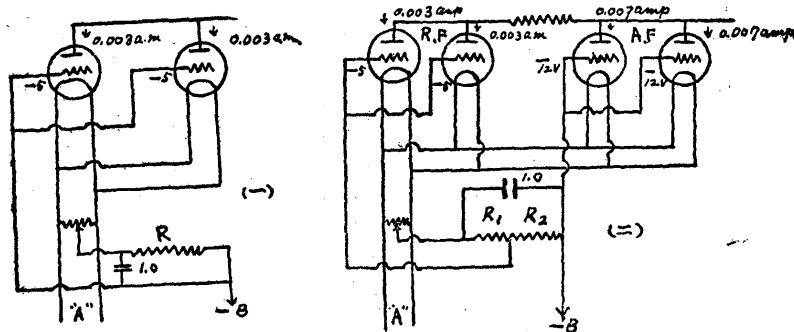 0.003a.m
0.003am
-5
-5
R
1.0
"A"
-B
(一)
0.003amp
R.F
0.003am
0.007amp
A.F
0.007amp
-5
-5
-12V
-12V
1.0
R₁ R₂
"A"
-B
(二)